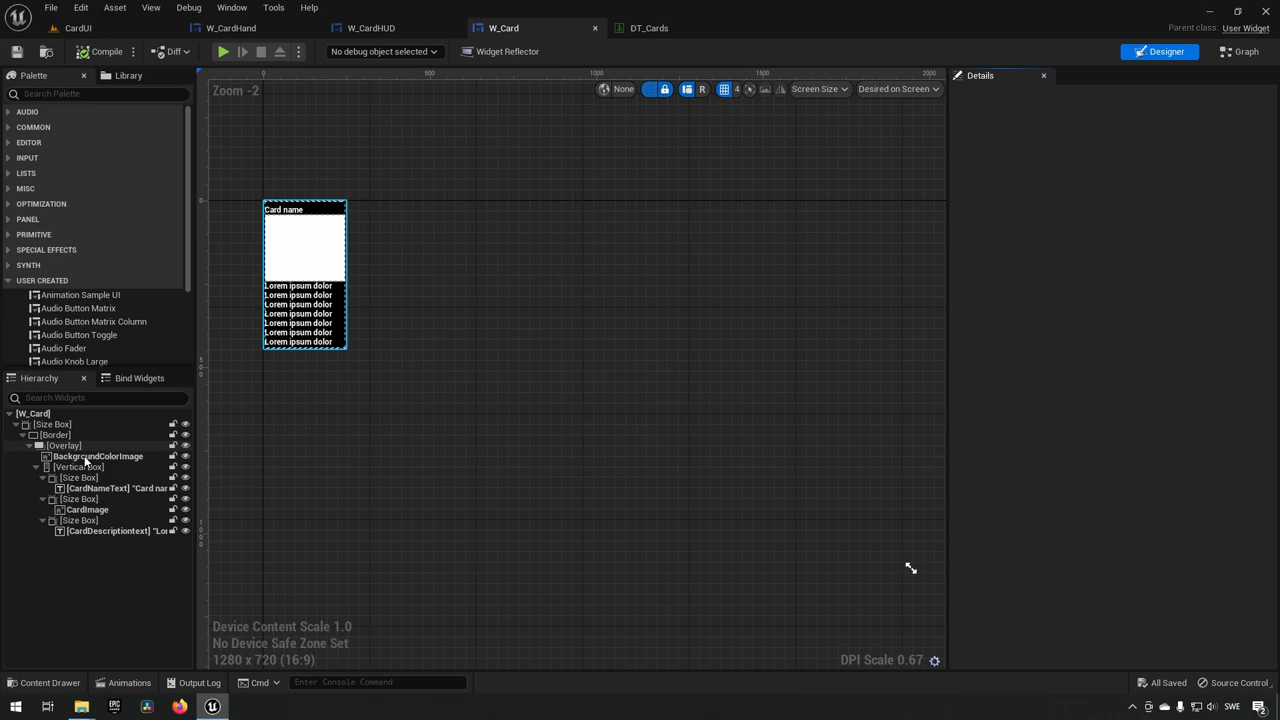 File Edit Asset View Debug Window Tools Help
CardUI W_CardHand W_CardHUD W_Card DT_Cards
Parent class: User Widget
Compile Diff No debug object selected Widget Reflector Designer Graph
Palette Library
Search Palette
AUDIO
COMMON
EDITOR
INPUT
LISTS
MISC
OPTIMIZATION
PANEL
PRIMITIVE
SPECIAL EFFECTS
SYNTH
USER CREATED
Animation Sample UI
Audio Button Matrix
Audio Button Matrix Column
Audio Button Toggle
Audio Fader
Audio Knob Large
Hierarchy Bind Widgets
Search Widgets
[W_Card]
[Size Box]
[Border]
[Overlay]
BackgroundColorImage
[Vertical Box]
[Size Box]
[CardNameText] "Card nar
[Size Box]
CardImage
[Size Box]
[CardDescriptiontext] "Lor
0 500 1000 1500 2000
Zoom -2
None R 4 Screen Size Desired on Screen
0
500
1000
Card name
Lorem ipsum dolor
Lorem ipsum dolor
Lorem ipsum dolor
Lorem ipsum dolor
Lorem ipsum dolor
Lorem ipsum dolor
Lorem ipsum dolor
Device Content Scale 1.0
No Device Safe Zone Set
1280 x 720 (16:9)
DPI Scale 0.67
Details
Content Drawer Animations Output Log Cmd Enter Console Command
All Saved Source Control
EPIC GAMES
SWE
2